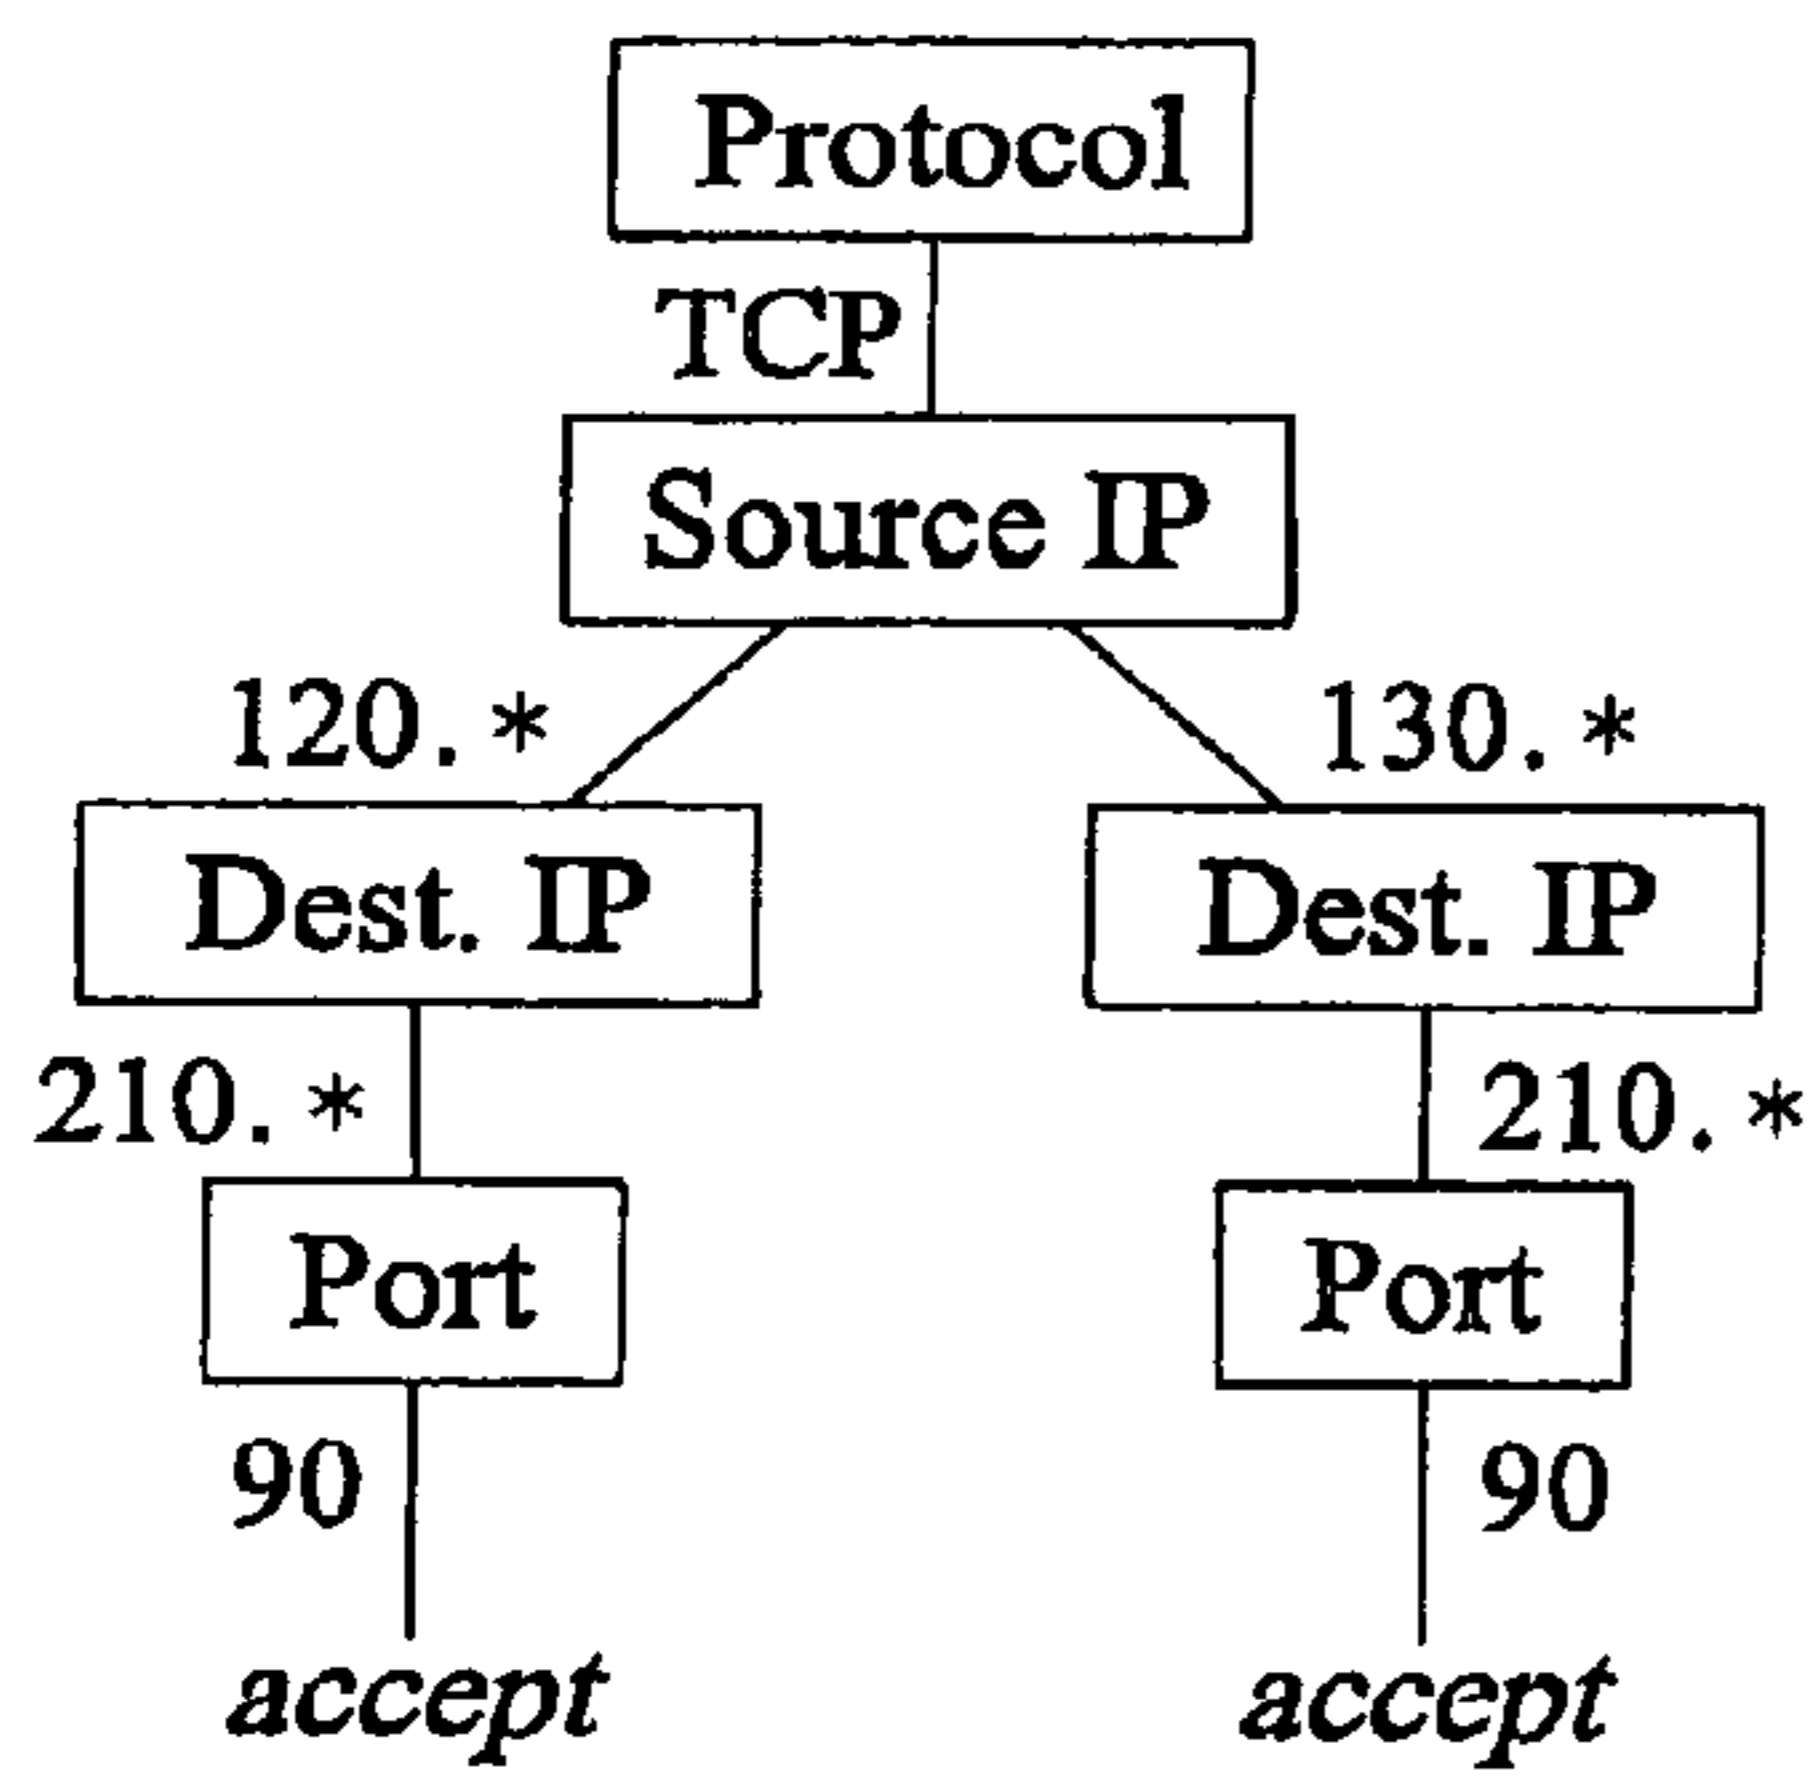 Protocol
TCP
Source IP
120.* 130.*
Dest. IP Dest. IP
210.* 210.*
Port Port
90 90
accept accept